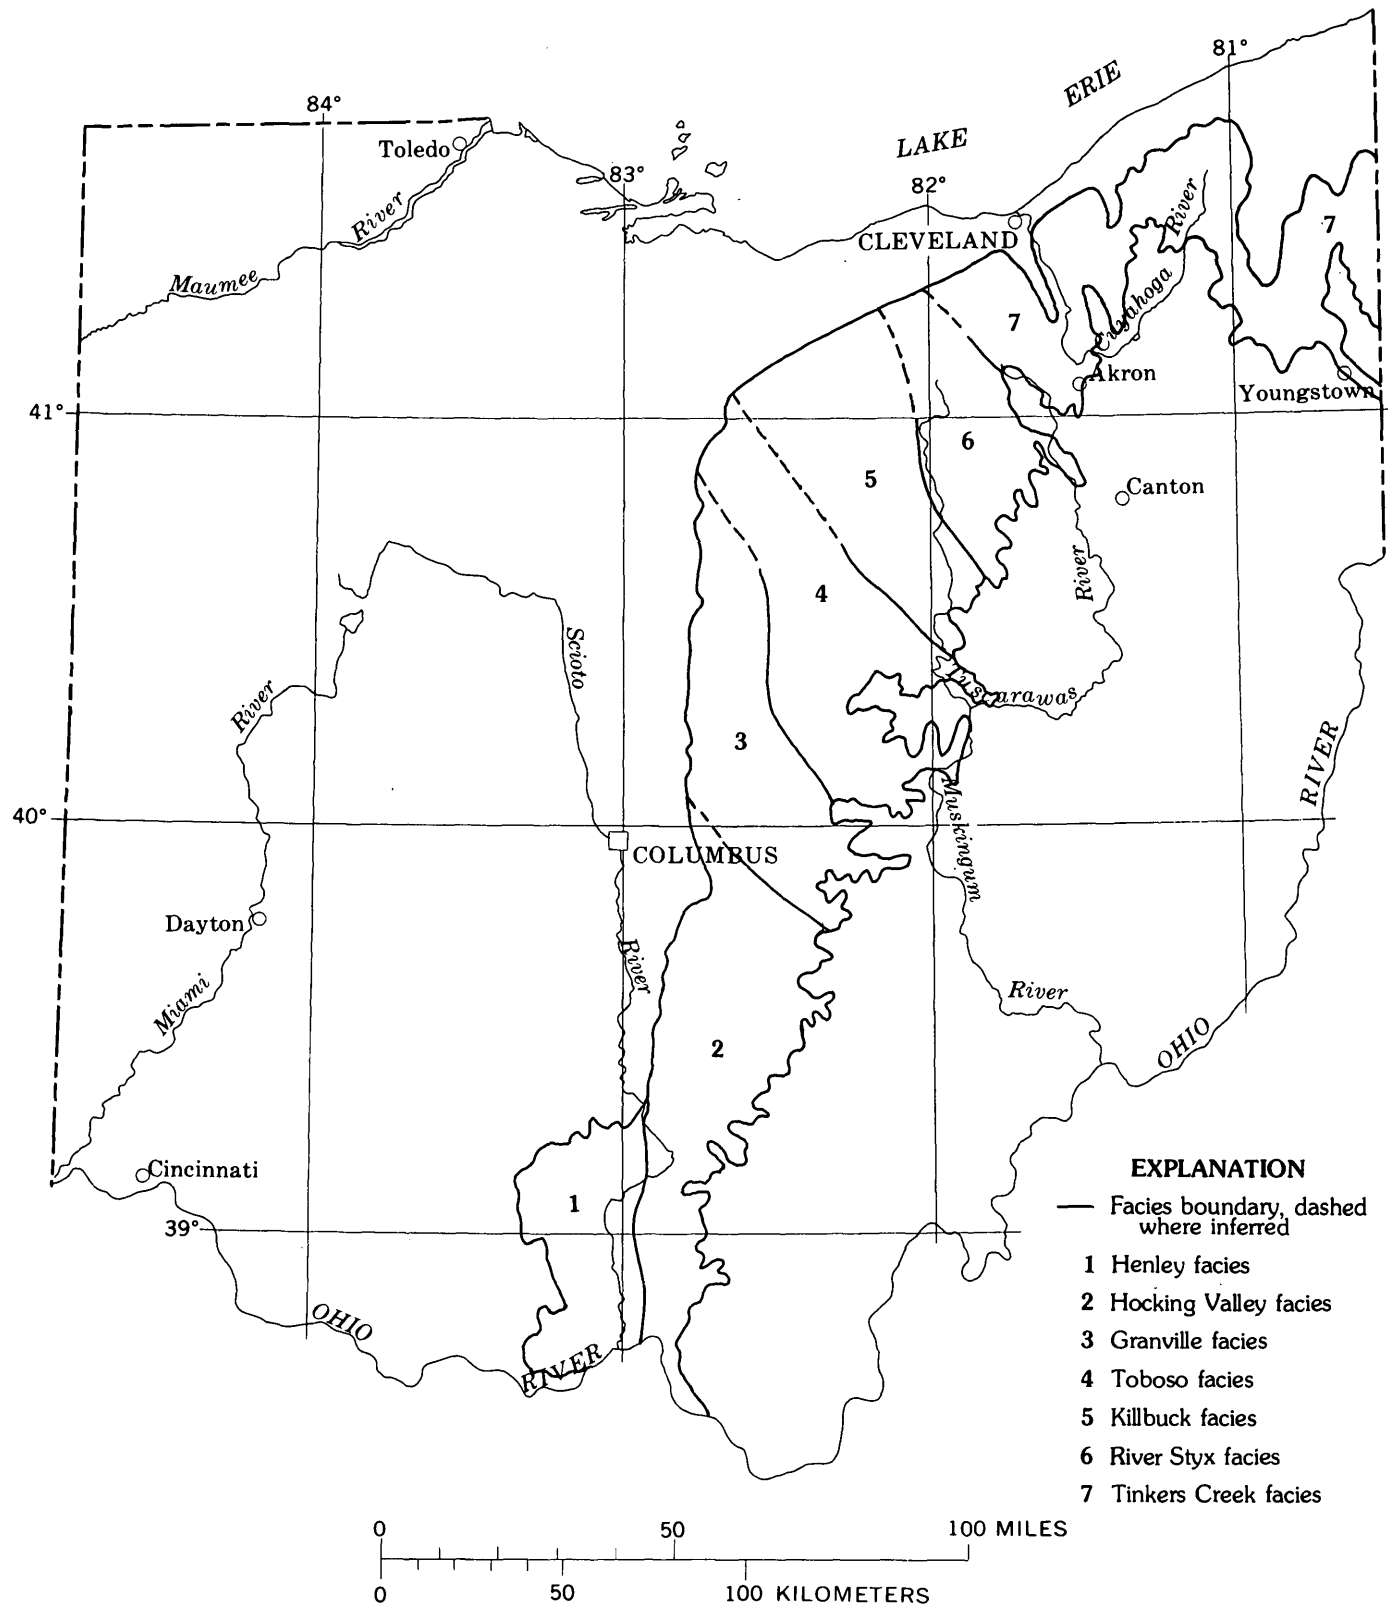 81°
ERIE
84°
LAKE
Toledo
83°
82°
River
River
CLEVELAND
7
Maumee
7
Cuyahoga
Akron
Youngstown
41°
6
5
Canton
River
4
Scioto
River
Tuscarawas
3
RIVER
Muskingum
40°
COLUMBUS
Dayton
River
River
Miami
2
OHIO
Cincinnati
1
39°
OHIO
RIVER
EXPLANATION
Facies boundary, dashed
where inferred
1 Henley facies
2 Hocking Valley facies
3 Granville facies
4 Toboso facies
5 Killbuck facies
6 River Styx facies
7 Tinkers Creek facies
0 50 100 MILES
0 50 100 KILOMETERS